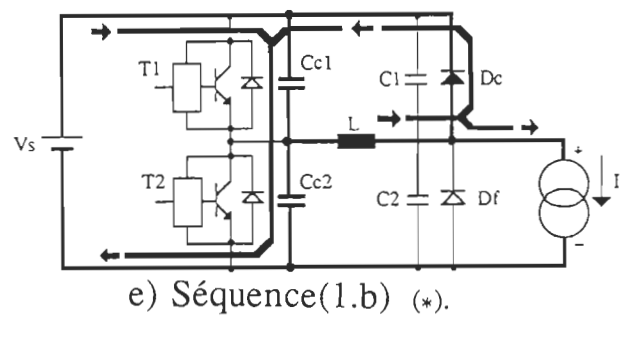 T1
Cc1
C1
Dc
Vs
L
+
T2
Cc2
C2
Df
I
−
e) Séquence(1.b) (*).